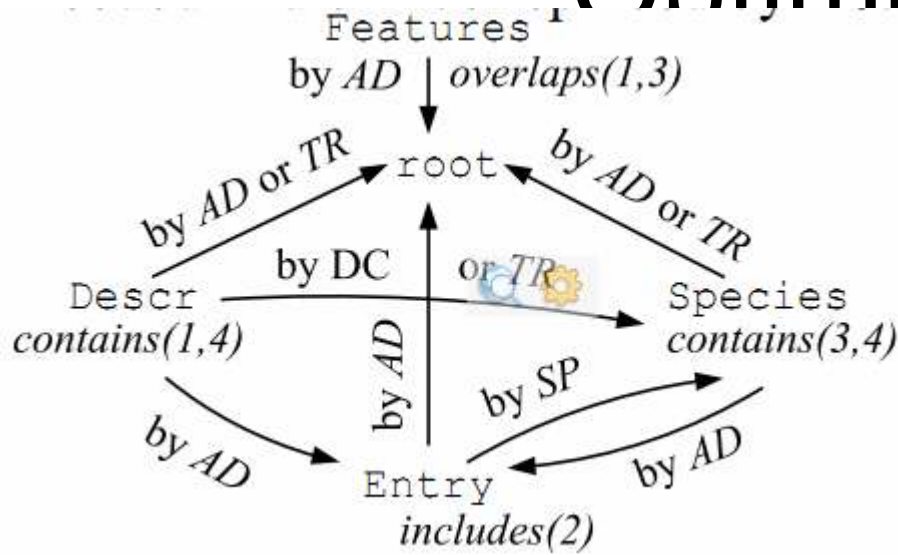 Features
by AD overlaps(1,3)
root
by AD or TR
by AD or TR
by DC or TR
Descr
contains(1,4)
Species
contains(3,4)
by AD
by SP
by AD
by AD
Entry
includes(2)